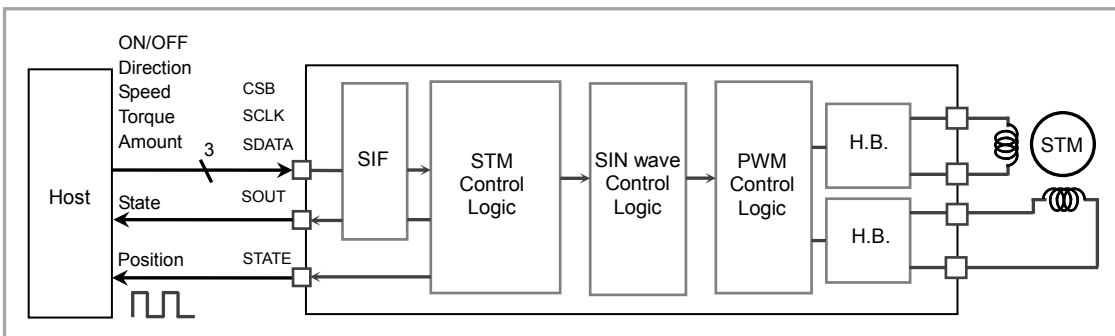 ON/OFF
Direction
Speed
Torque
Amount
CSB
SCLK
SDATA
3
Host
State
SOUT
Position
STATE
SIF
STM
Control
Logic
SIN wave
Control
Logic
PWM
Control
Logic
H.B.
H.B.
STM